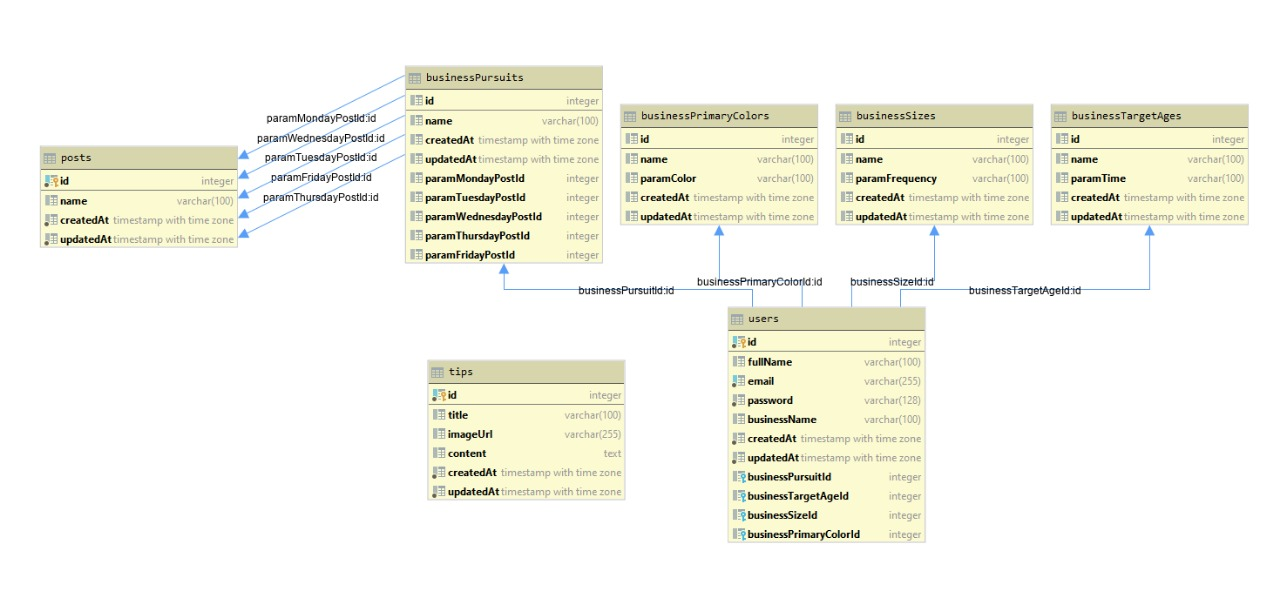 businessPursuits
id integer
name varchar(100)
createdAt timestamp with time zone
updatedAt timestamp with time zone
paramMondayPostId integer
paramTuesdayPostId integer
paramWednesdayPostId integer
paramThursdayPostId integer
paramFridayPostId integer
businessPrimaryColors
id integer
name varchar(100)
paramColor varchar(100)
createdAt timestamp with time zone
updatedAt timestamp with time zone
businessSizes
id integer
name varchar(100)
paramFrequency varchar(100)
createdAt timestamp with time zone
updatedAt timestamp with time zone
businessTargetAges
id integer
name varchar(100)
paramTime varchar(100)
createdAt timestamp with time zone
updatedAt timestamp with time zone
paramMondayPostId:id
paramWednesdayPostId:id
paramTuesdayPostId:id
paramFridayPostId:id
paramThursdayPostId:id
posts
id integer
name varchar(100)
createdAt timestamp with time zone
updatedAt timestamp with time zone
businessPursuitId:id
businessPrimaryColorId:id
businessSizeId:id
businessTargetAgeId:id
users
id integer
fullName varchar(100)
email varchar(255)
password varchar(128)
businessName varchar(100)
createdAt timestamp with time zone
updatedAt timestamp with time zone
businessPursuitId integer
businessTargetAgeId integer
businessSizeId integer
businessPrimaryColorId integer
tips
id integer
title varchar(100)
imageUrl varchar(255)
content text
createdAt timestamp with time zone
updatedAt timestamp with time zone